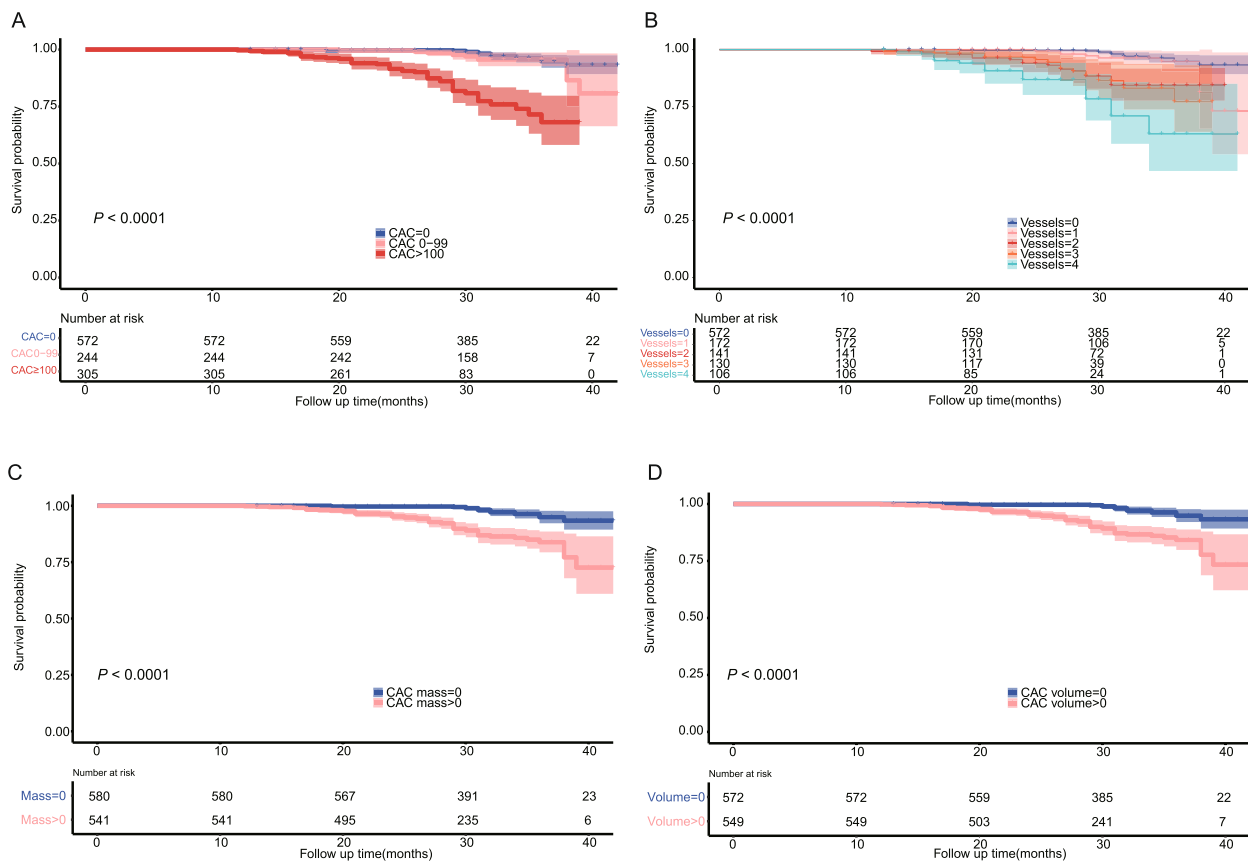 A
1.00
0.75
0.50
0.25
0.00
Survival probability
P < 0.0001
CAC=0
CAC 0−99
CAC>100
0 10 20 30 40
Number at risk
CAC=0 572 572 559 385 22
CAC0−99 244 244 242 158 7
CAC≥100 305 305 261 83 0
0 10 20 30 40
Follow up time(months)
B
1.00
0.75
0.50
0.25
0.00
Survival probability
P < 0.0001
Vessels=0
Vessels=1
Vessels=2
Vessels=3
Vessels=4
0 10 20 30 40
Number at risk
Vessels=0 572 572 559 385 22
Vessels=1 172 172 170 106 5
Vessels=2 141 141 131 72 1
Vessels=3 130 130 117 39 0
Vessels=4 106 106 85 24 1
0 10 20 30 40
Follow up time(months)
C
1.00
0.75
0.50
0.25
0.00
Survival probability
P < 0.0001
CAC mass=0
CAC mass>0
0 10 20 30 40
Number at risk
Mass=0 580 580 567 391 23
Mass>0 541 541 495 235 6
0 10 20 30 40
Follow up time(months)
D
1.00
0.75
0.50
0.25
0.00
Survival probability
P < 0.0001
CAC volume=0
CAC volume>0
0 10 20 30 40
Number at risk
Volume=0 572 572 559 385 22
Volume>0 549 549 503 241 7
0 10 20 30 40
Follow up time(months)